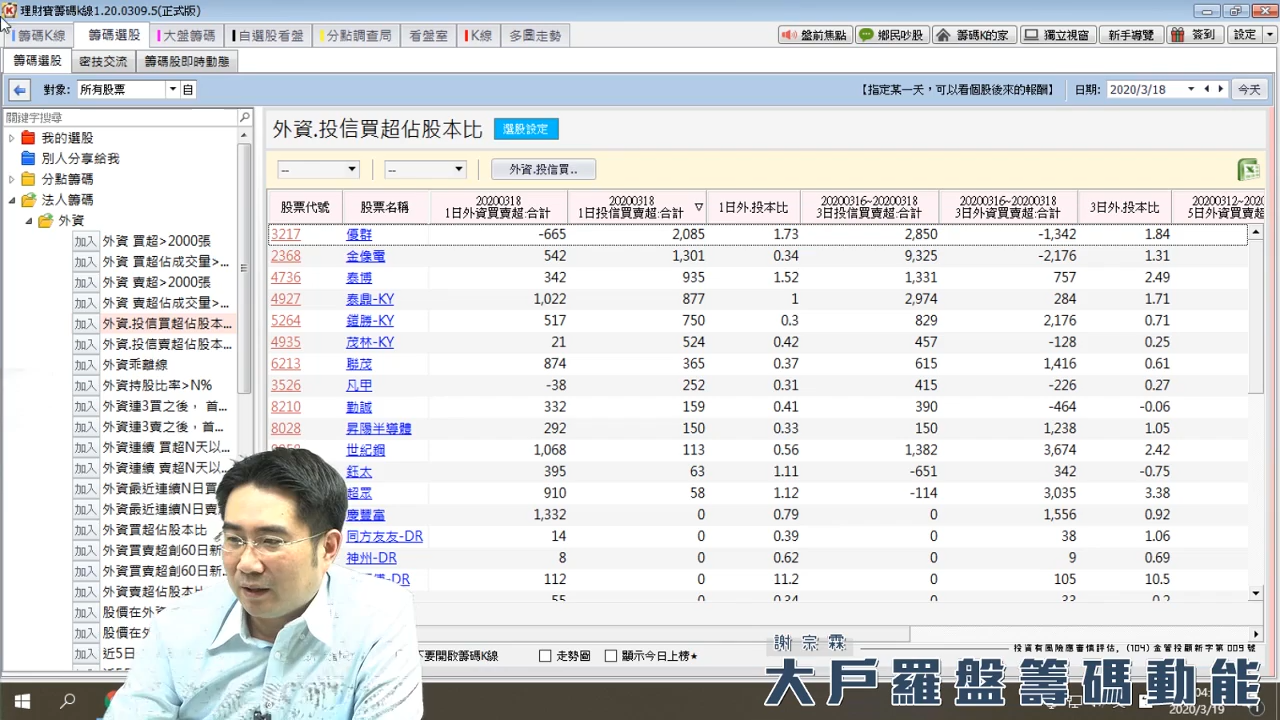 理財寶籌碼k線1.20.0309.5(正式版)
籌碼K線 籌碼選股 大盤籌碼 自選股看盤 分點調查局 看盤室 K線 多圖走勢 盤前焦點 鄉民吵股 籌碼K的家 獨立視窗 新手導覽 簽到 設定
籌碼選股 密技交流 籌碼股即時動態
對象: 所有股票 自 【指定某一天，可以看個股後來的報酬】 日期: 2020/3/18 今天
關鍵字搜尋
我的選股
別人分享給我
分點籌碼
法人籌碼
外資
加入 外資 買超>2000張
加入 外資 買超佔成交量>...
加入 外資 賣超>2000張
加入 外資 賣超佔成交量>...
加入 外資.投信買超佔股本...
加入 外資.投信賣超佔股本...
加入 外資乖離線
加入 外資持股比率>N%
加入 外資連3買之後， 首...
加入 外資連3賣之後， 首...
加入 外資連續 買超N天以...
加入 外資連續 賣超N天以...
加入 外資最近連續N日買
加入 外資最近連續N日賣
加入 外資買超佔股本比
加入 外資買賣超創60日新
加入 外資買賣超創60日新
加入 外資賣超佔股本比
加入 股價在外資
加入 股價在外
加入 近5日
外資.投信買超佔股本比 選股設定
-- -- 外資.投信買..
股票代號 股票名稱 20200318 1日外資買賣超:合計 20200318 1日投信買賣超:合計 ▽ 1日外.投本比 20200316~20200318 3日投信買賣超:合計 20200316~20200318 3日外資買賣超:合計 3日外.投本比 20200312~202 5日外資買賣超
3217 優群 -665 2,085 1.73 2,850 -1,342 1.84
2368 金像電 542 1,301 0.34 9,325 -2,176 1.31
4736 泰博 342 935 1.52 1,331 757 2.49
4927 泰鼎-KY 1,022 877 1 2,974 284 1.71
5264 鎧勝-KY 517 750 0.3 829 2,176 0.71
4935 茂林-KY 21 524 0.42 457 -128 0.25
6213 聯茂 874 365 0.37 615 1,416 0.61
3526 凡甲 -38 252 0.31 415 -226 0.27
8210 勤誠 332 159 0.41 390 -464 -0.06
8028 昇陽半導體 292 150 0.33 150 1,238 1.05
世紀鋼 1,068 113 0.56 1,382 3,674 2.42
鈺太 395 63 1.11 -651 342 -0.75
超眾 910 58 1.12 -114 3,035 3.38
慶豐富 1,332 0 0.79 0 1,556 0.92
同方友友-DR 14 0 0.39 0 38 1.06
神州-DR 8 0 0.62 0 9 0.69
-DR 112 0 11.2 0 105 10.5
55 0 0.34 0 33 0.2
不要開啟籌碼K線 走勢圖 顯示今日上榜★
謝宗霖
投資有風險應審慎評估, (104) 金管投顧新字第 009 號
大戶羅盤籌碼動能
2020/3/19